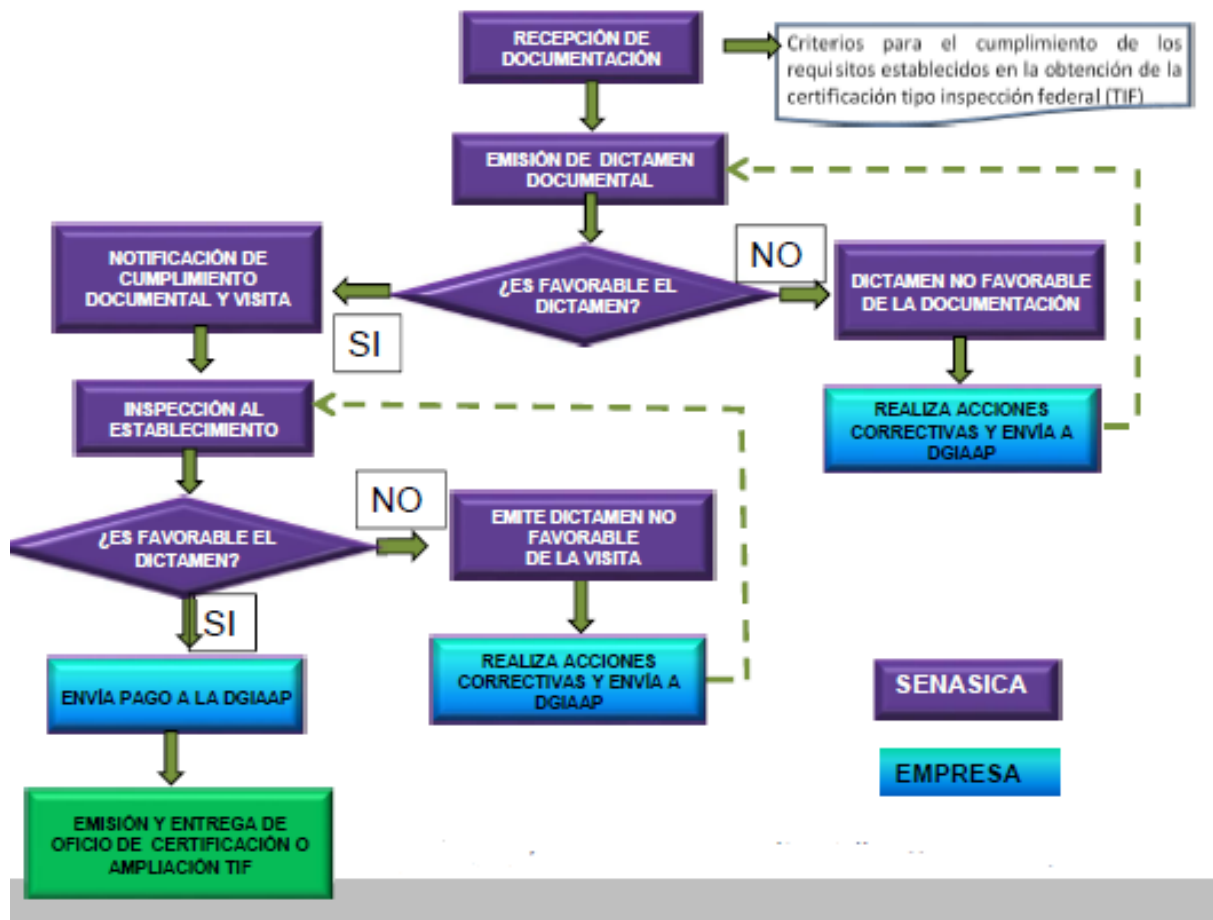 RECEPCIÓN DE
DOCUMENTACIÓN
Criterios para el cumplimiento de los
requisitos establecidos en la obtención de la
certificación tipo inspección federal (TIF)
EMISIÓN DE DICTAMEN
DOCUMENTAL
NOTIFICACIÓN DE
CUMPLIMIENTO
DOCUMENTAL Y VISITA
¿ES FAVORABLE EL
DICTAMEN?
NO
DICTAMEN NO FAVORABLE
DE LA DOCUMENTACIÓN
SI
INSPECCIÓN AL
ESTABLECIMIENTO
REALIZA ACCIONES
CORRECTIVAS Y ENVÍA A
DGIAAP
¿ES FAVORABLE EL
DICTAMEN?
NO
EMITE DICTAMEN NO
FAVORABLE
DE LA VISITA
SI
ENVÍA PAGO A LA DGIAAP
REALIZA ACCIONES
CORRECTIVAS Y ENVÍA A
DGIAAP
SENASICA
EMPRESA
EMISIÓN Y ENTREGA DE
OFICIO DE CERTIFICACIÓN O
AMPLIACIÓN TIF